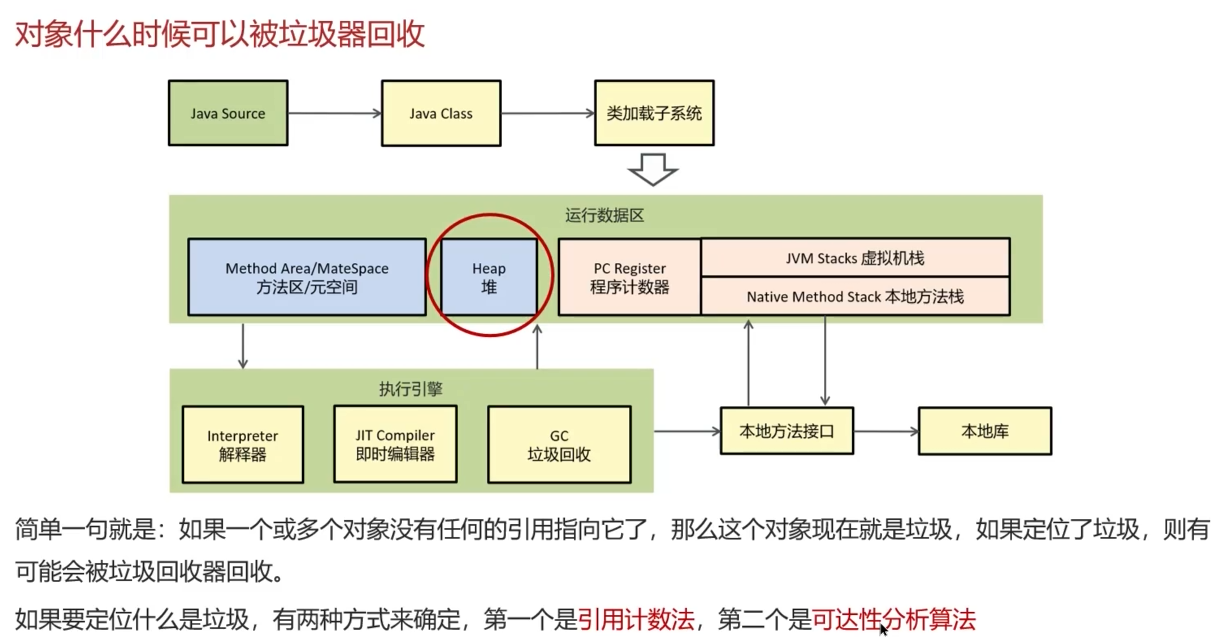 对象什么时候可以被垃圾器回收
Java Source
Java Class
类加载子系统
运行数据区
Method Area/MateSpace
方法区/元空间
Heap
堆
PC Register
程序计数器
JVM Stacks 虚拟机栈
Native Method Stack 本地方法栈
执行引擎
Interpreter
解释器
JIT Compiler
即时编辑器
GC
垃圾回收
本地方法接口
本地库
简单一句就是：如果一个或多个对象没有任何的引用指向它了，那么这个对象现在就是垃圾，如果定位了垃圾，则有
可能会被垃圾回收器回收。
如果要定位什么是垃圾，有两种方式来确定，第一个是引用计数法，第二个是可达性分析算法